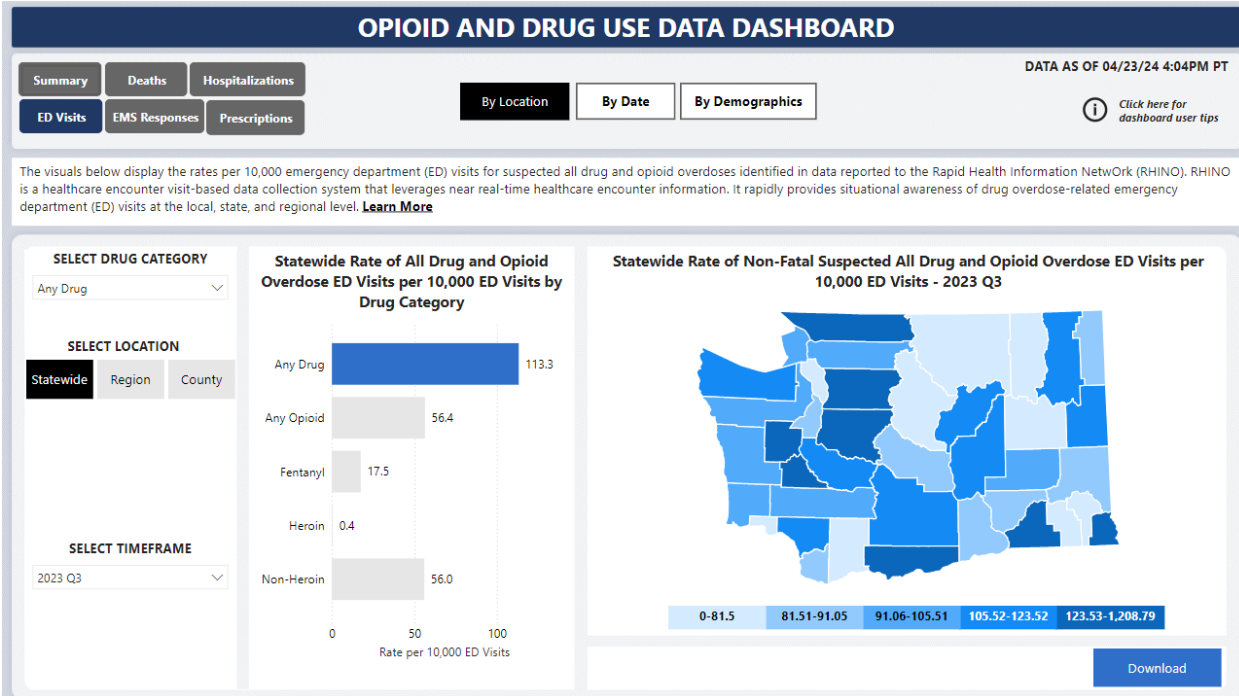 OPIOID AND DRUG USE DATA DASHBOARD
Summary
Deaths
Hospitalizations
ED Visits
EMS Responses
Prescriptions
By Location
By Date
By Demographics
DATA AS OF 04/23/24 4:04PM PT
Click here for
dashboard user tips
The visuals below display the rates per 10,000 emergency department (ED) visits for suspected all drug and opioid overdoses identified in data reported to the Rapid Health Information NetwOrk (RHINO). RHINO
is a healthcare encounter visit-based data collection system that leverages near real-time healthcare encounter information. It rapidly provides situational awareness of drug overdose-related emergency
department (ED) visits at the local, state, and regional level. Learn More
SELECT DRUG CATEGORY
Any Drug
SELECT LOCATION
Statewide
Region
County
SELECT TIMEFRAME
2023 Q3
Statewide Rate of All Drug and Opioid
Overdose ED Visits per 10,000 ED Visits by
Drug Category
Any Drug 113.3
Any Opioid 56.4
Fentanyl 17.5
Heroin 0.4
Non-Heroin 56.0
0 50 100
Rate per 10,000 ED Visits
Statewide Rate of Non-Fatal Suspected All Drug and Opioid Overdose ED Visits per
10,000 ED Visits - 2023 Q3
0-81.5 81.51-91.05 91.06-105.51 105.52-123.52 123.53-1,208.79
Download